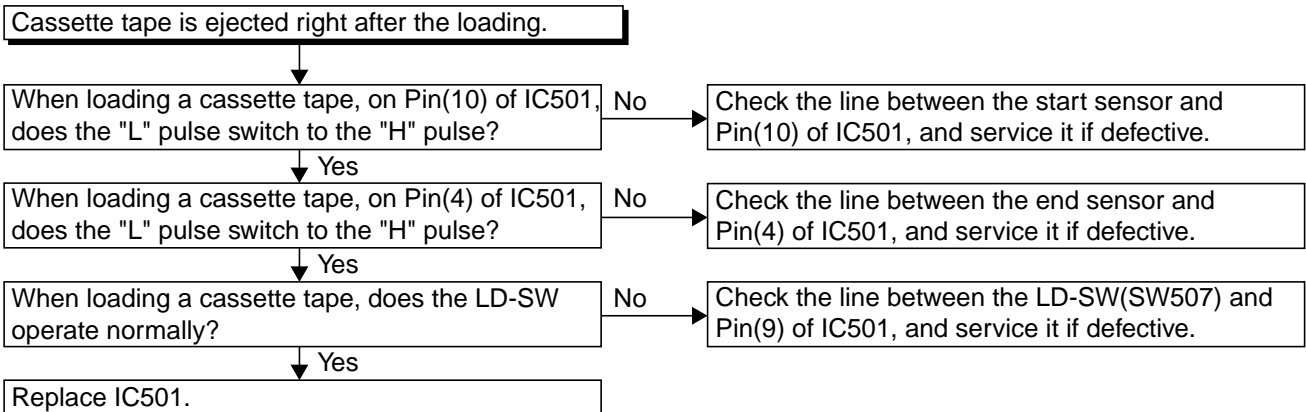 Cassette tape is ejected right after the loading.
When loading a cassette tape, on Pin(10) of IC501,
does the "L" pulse switch to the "H" pulse?
No
Check the line between the start sensor and
Pin(10) of IC501, and service it if defective.
Yes
When loading a cassette tape, on Pin(4) of IC501,
does the "L" pulse switch to the "H" pulse?
No
Check the line between the end sensor and
Pin(4) of IC501, and service it if defective.
Yes
When loading a cassette tape, does the LD-SW
operate normally?
No
Check the line between the LD-SW(SW507) and
Pin(9) of IC501, and service it if defective.
Yes
Replace IC501.